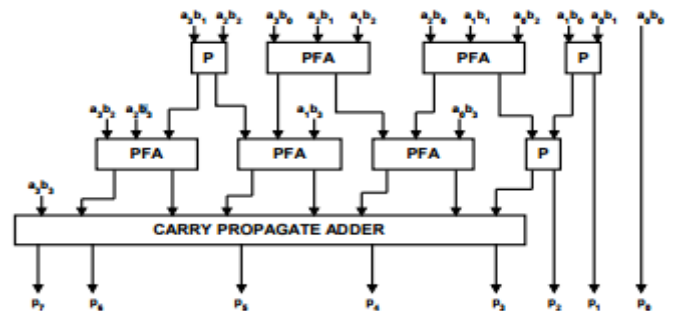 a₃b₁ a₂b₂ a₃b₀ a₂b₁ a₁b₂ a₂b₀ a₁b₁ a₀b₂ a₁b₀ a₀b₁ a₀b₀
P PFA PFA P
a₃b₂ a₂b₃ a₁b₃ a₀b₃
PFA PFA PFA P
a₃b₃
CARRY PROPAGATE ADDER
P₇ P₆ P₅ P₄ P₃ P₂ P₁ P₀